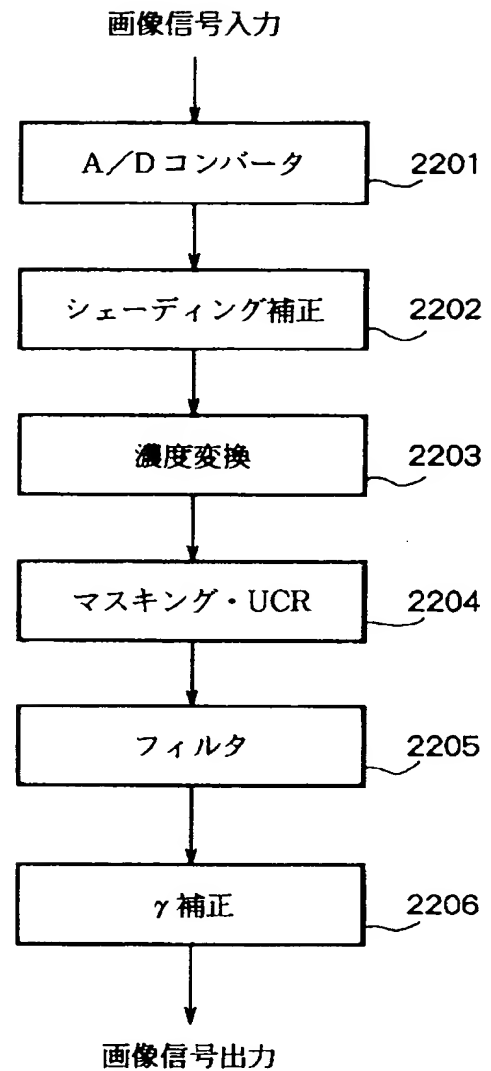 画像信号入力
A／Dコンバータ 2201
シェーディング補正 2202
濃度変換 2203
マスキング・UCR 2204
フィルタ 2205
γ補正 2206
画像信号出力